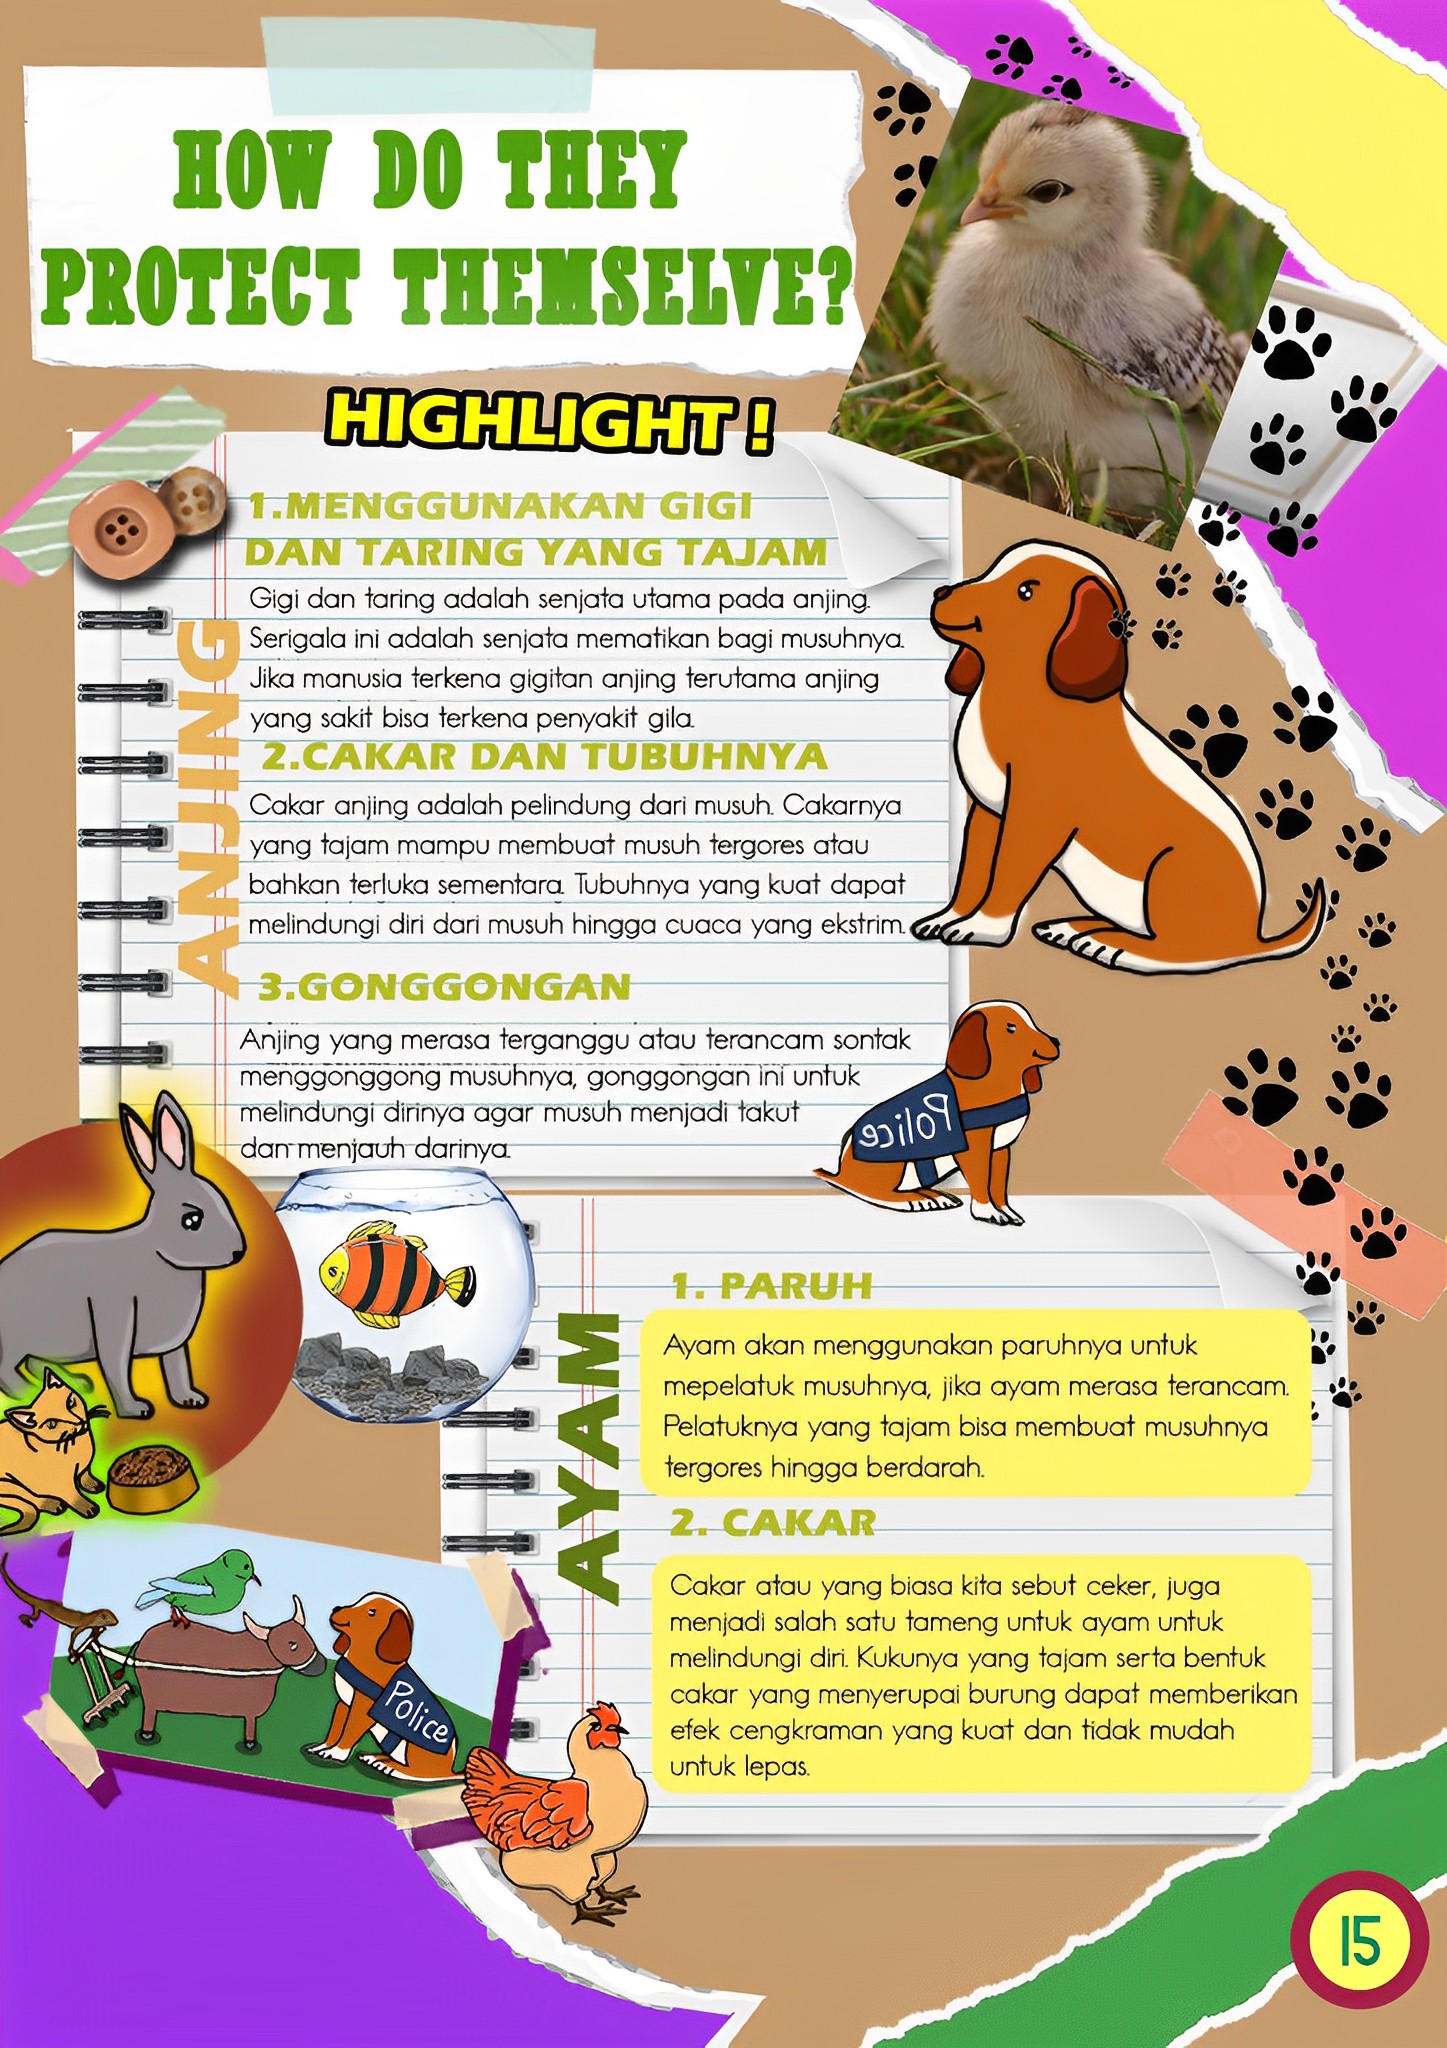 HOW DO THEY
PROTECT THEMSELVE?
HIGHLIGHT !
ANJING
1.MENGGUNAKAN GIGI
DAN TARING YANG TAJAM
Gigi dan taring adalah senjata utama pada anjing.
Serigala ini adalah senjata mematikan bagi musuhnya.
Jika manusia terkena gigitan anjing terutama anjing
yang sakit bisa terkena penyakit gila.
2.CAKAR DAN TUBUHNYA
Cakar anjing adalah pelindung dari musuh. Cakarnya
yang tajam mampu membuat musuh tergores atau
bahkan terluka sementara. Tubuhnya yang kuat dapat
melindungi diri dari musuh hingga cuaca yang ekstrim.
3.GONGGONGAN
Anjing yang merasa terganggu atau terancam sontak
menggonggong musuhnya, gonggongan ini untuk
melindungi dirinya agar musuh menjadi takut
dan menjauh darinya.
Police
AYAM
1. PARUH
Ayam akan menggunakan paruhnya untuk
mepelatuk musuhnya, jika ayam merasa terancam.
Pelatuknya yang tajam bisa membuat musuhnya
tergores hingga berdarah.
2. CAKAR
Cakar atau yang biasa kita sebut ceker, juga
menjadi salah satu tameng untuk ayam untuk
melindungi diri. Kukunya yang tajam serta bentuk
cakar yang menyerupai burung dapat memberikan
efek cengkraman yang kuat dan tidak mudah
untuk lepas.
Police
15